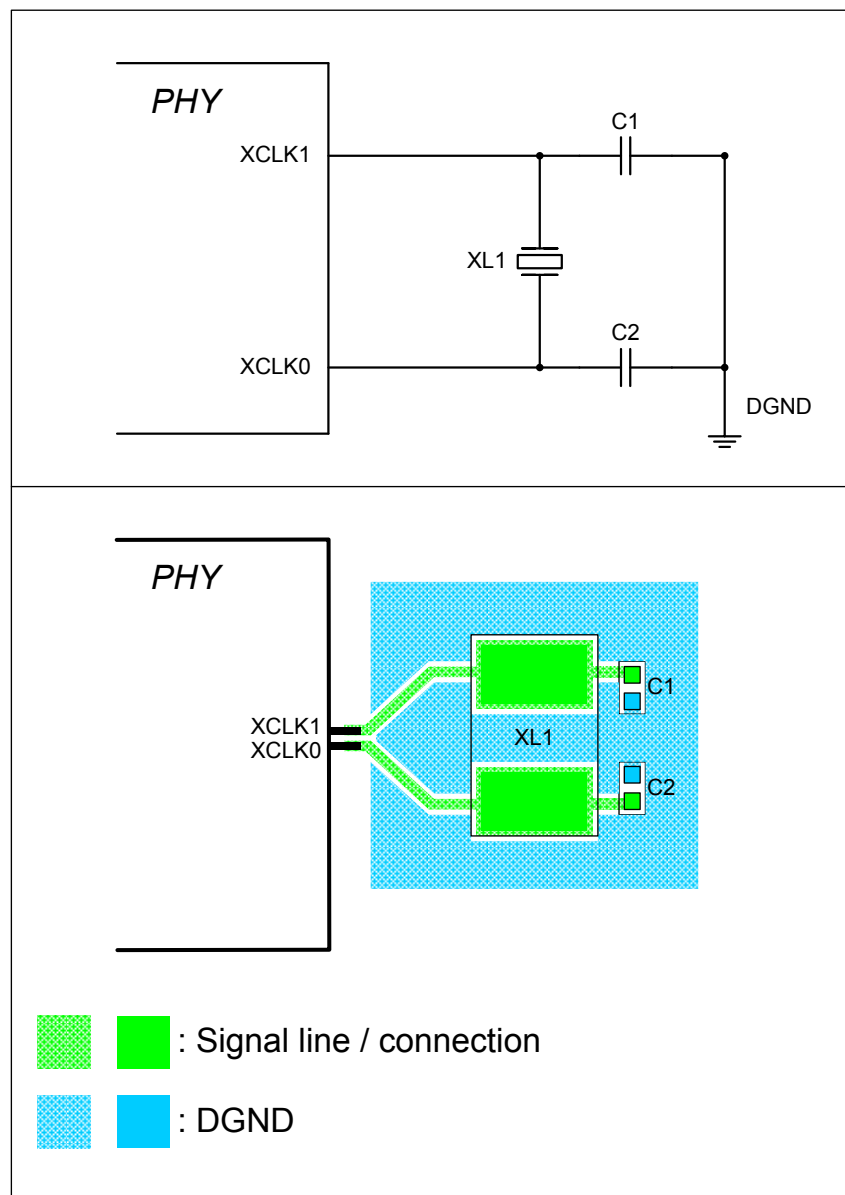 PHY
C1
XCLK1
XL1
C2
XCLK0
DGND
PHY
C1
XCLK1
XL1
XCLK0
C2
: Signal line / connection
: DGND